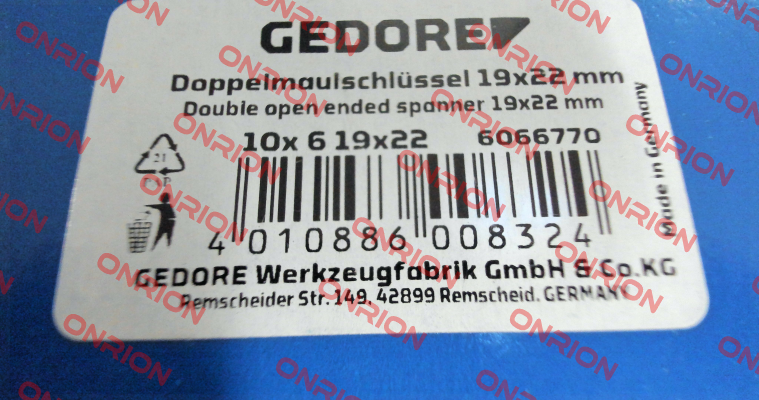 GEDORE
Doppelmaulschlüssel 19x22 mm
Double open ended spanner 19x22 mm
10x 6 19x22 6066770
21
Made in Germany
4 010886 008324
GEDORE Werkzeugfabrik GmbH & Co.KG
Remscheider Str. 149, 42899 Remscheid. GERMANY
ONRION